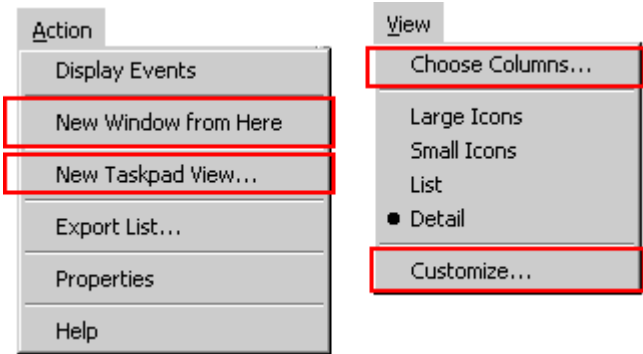 Action
Display Events
New Window from Here
New Taskpad View...
Export List...
Properties
Help
View
Choose Columns...
Large Icons
Small Icons
List
Detail
Customize...